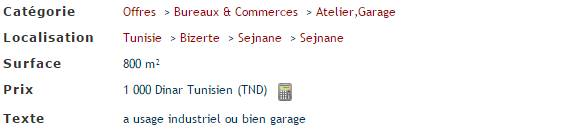 Catégorie Offres > Bureaux & Commerces > Atelier,Garage
Localisation Tunisie > Bizerte > Sejnane > Sejnane
Surface 800 m²
Prix 1 000 Dinar Tunisien (TND)
Texte a usage industriel ou bien garage